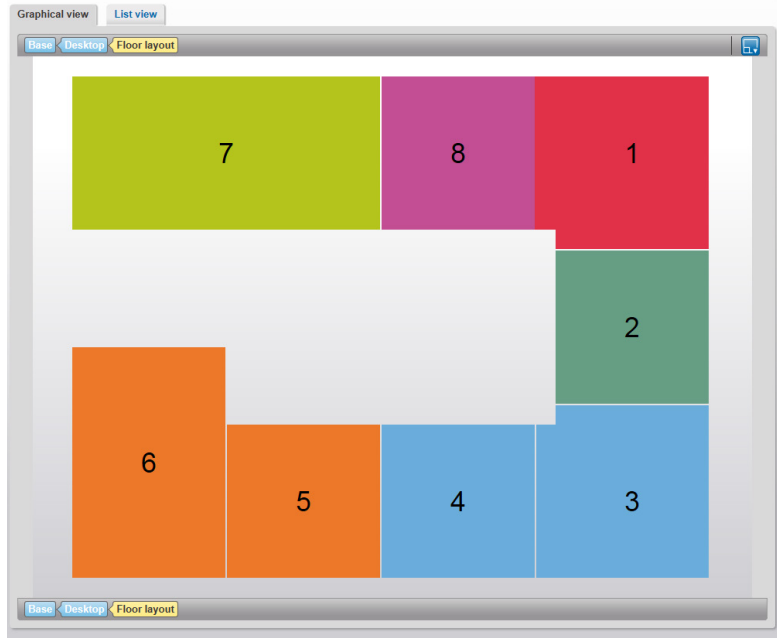 Graphical view List view
Base Desktop Floor layout
7 8 1
2
6
5 4 3
Base Desktop Floor layout